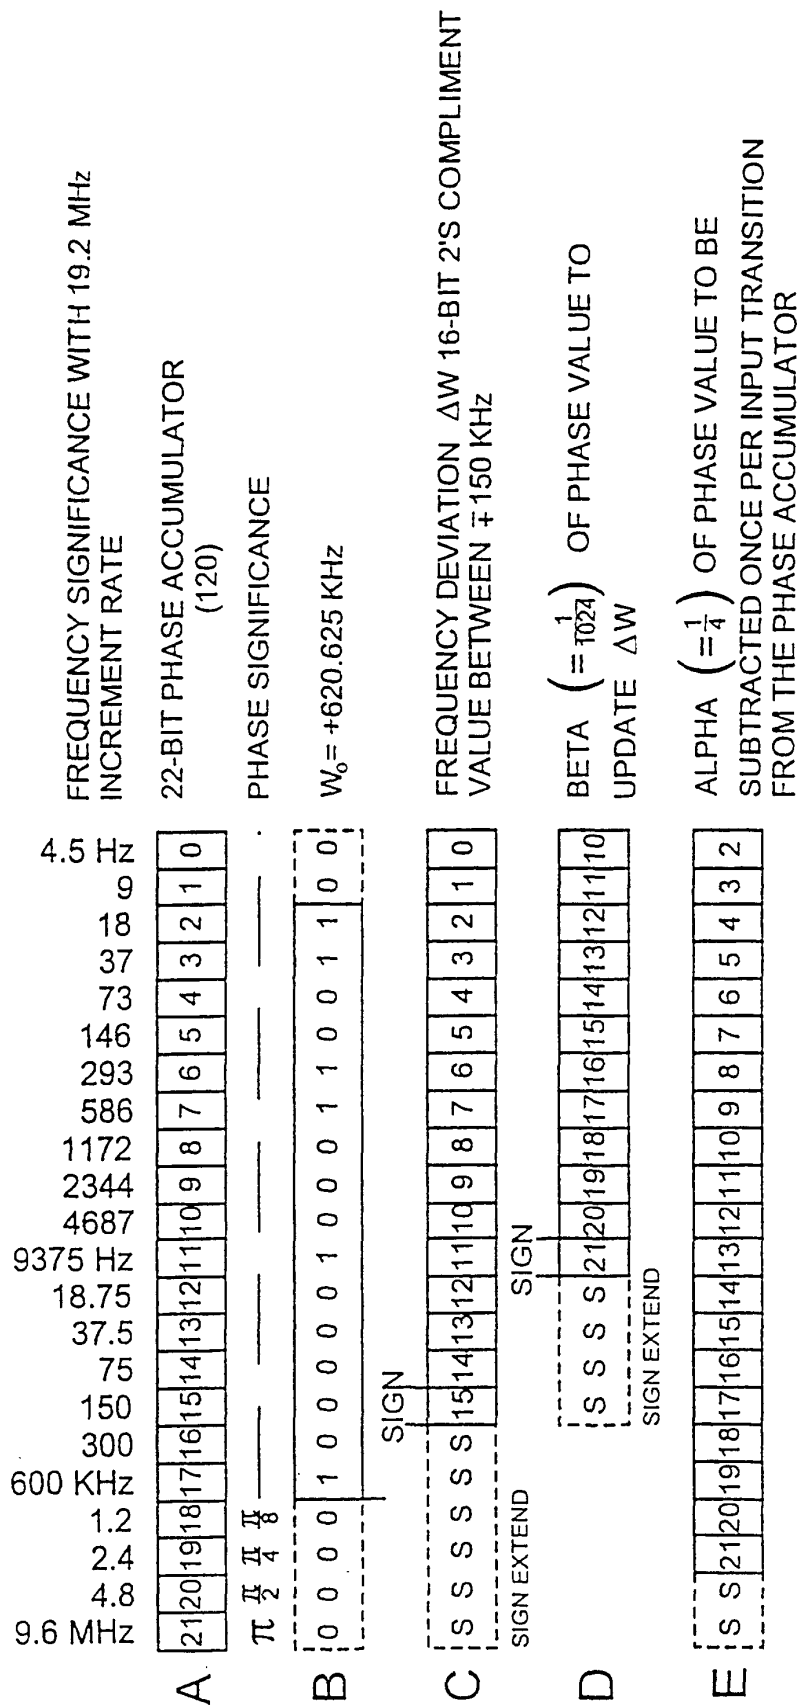 9.6 MHz 4.8 2.4 1.2 600 KHz 300 150 75 37.5 18.75 9375 Hz 4687 2344 1172 586 293 146 73 37 18 9 4.5 Hz
FREQUENCY SIGNIFICANCE WITH 19.2 MHz
INCREMENT RATE
A 21 20 19 18 17 16 15 14 13 12 11 10 9 8 7 6 5 4 3 2 1 0
22-BIT PHASE ACCUMULATOR
(120)
π π/2 π/4 π/8
PHASE SIGNIFICANCE
B 0 0 0 0 1 0 0 0 0 0 1 0 0 0 1 1 0 0 1 1 0 0
W₀= +620.625 KHz
SIGN
C S S S S S S 15 14 13 12 11 10 9 8 7 6 5 4 3 2 1 0
SIGN EXTEND
FREQUENCY DEVIATION ΔW 16-BIT 2'S COMPLIMENT
VALUE BETWEEN ∓150 KHz
SIGN
D S S S S 21 20 19 18 17 16 15 14 13 12 11 10
SIGN EXTEND
BETA (=1/1024) OF PHASE VALUE TO
UPDATE ΔW
E S S 21 20 19 18 17 16 15 14 13 12 11 10 9 8 7 6 5 4 3 2
ALPHA (=1/4) OF PHASE VALUE TO BE
SUBTRACTED ONCE PER INPUT TRANSITION
FROM THE PHASE ACCUMULATOR